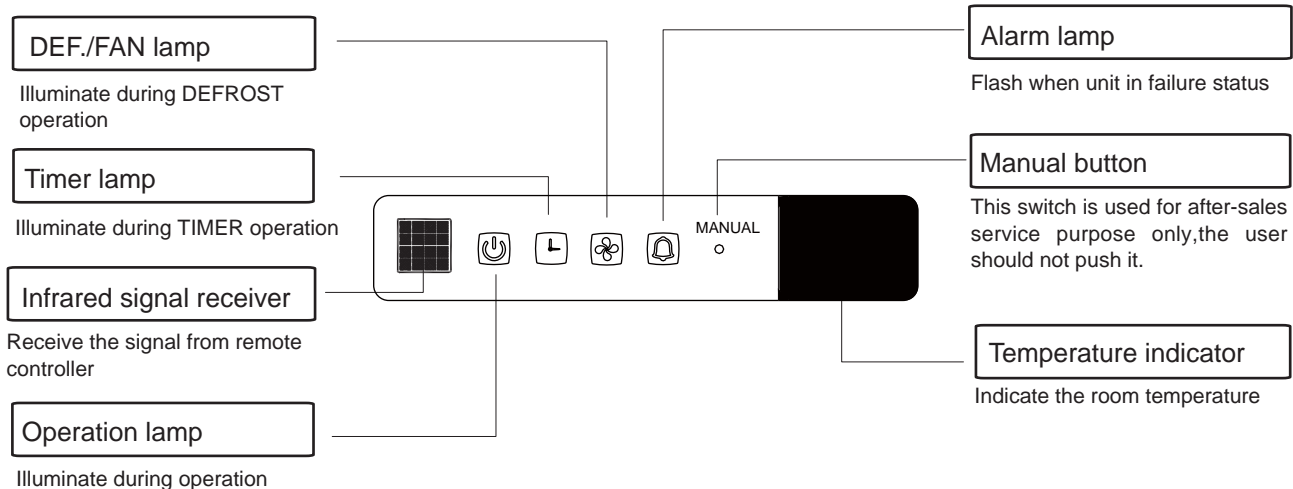 DEF./FAN lamp
Illuminate during DEFROST
operation
Timer lamp
Illuminate during TIMER operation
Infrared signal receiver
Receive the signal from remote
controller
Operation lamp
Illuminate during operation
MANUAL
Alarm lamp
Flash when unit in failure status
Manual button
This switch is used for after-sales
service purpose only,the user
should not push it.
Temperature indicator
Indicate the room temperature